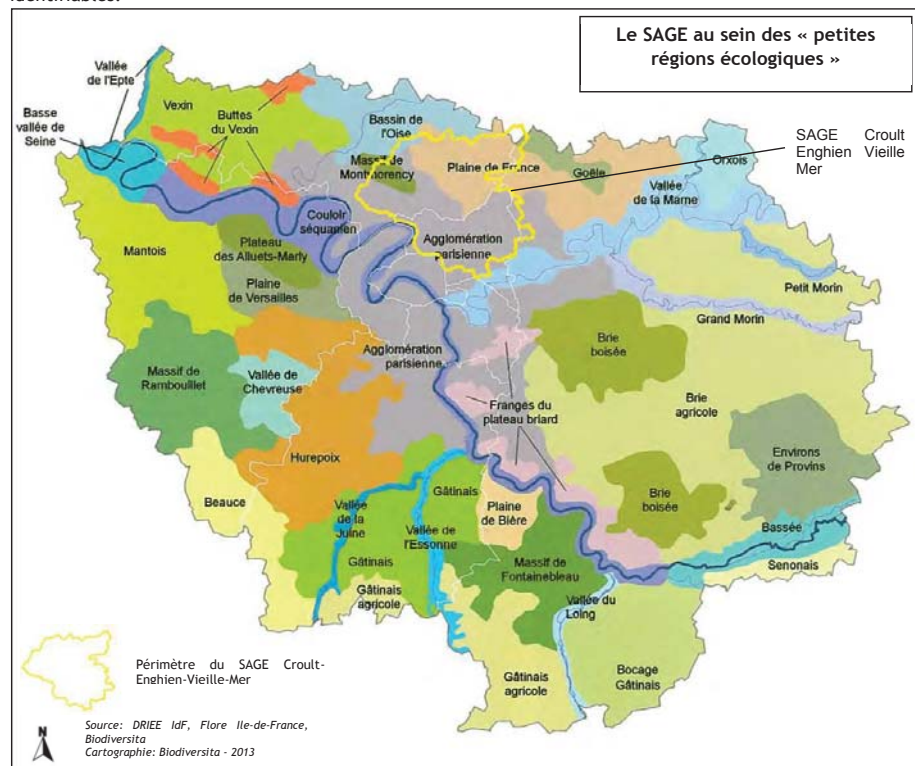 identifiables.
Le SAGE au sein des « petites
régions écologiques »
Vallée
de l'Epte
Vexin
Basse
vallée de
Seine
Buttes
du Vexin
Bassin de
l'Oise
SAGE Croult
Enghien Vieille
Mer
Massif de
Montmorency
Plaine de France
Goële
Orxois
Vallée
de la Marne
Couloir
séquanien
Agglomération
parisienne
Mantois
Plateau
des Alluets-Marly
Plaine
de Versailles
Petit Morin
Grand Morin
Agglomération
parisienne
Brie
boisée
Massif de
Rambouillet
Vallée de
Chevreuse
Franges du
plateau briard
Brie
agricole
Hurepoix
Environs
de Provins
Beauce
Gâtinais
Vallée
de la
Juine
Vallée de
l'Essonne
Plaine
de Bière
Brie
boisée
Bassée
Senonais
Gâtinais
Massif de
Fontainebleau
Gâtinais
agricole
Vallée du
Loing
Gâtinais
agricole
Bocage
Gâtinais
Périmètre du SAGE Croult-
Enghien-Vieille-Mer
N
Source: DRIEE IdF, Flore Ile-de-France,
Biodiversita
Cartographie: Biodiversita - 2013